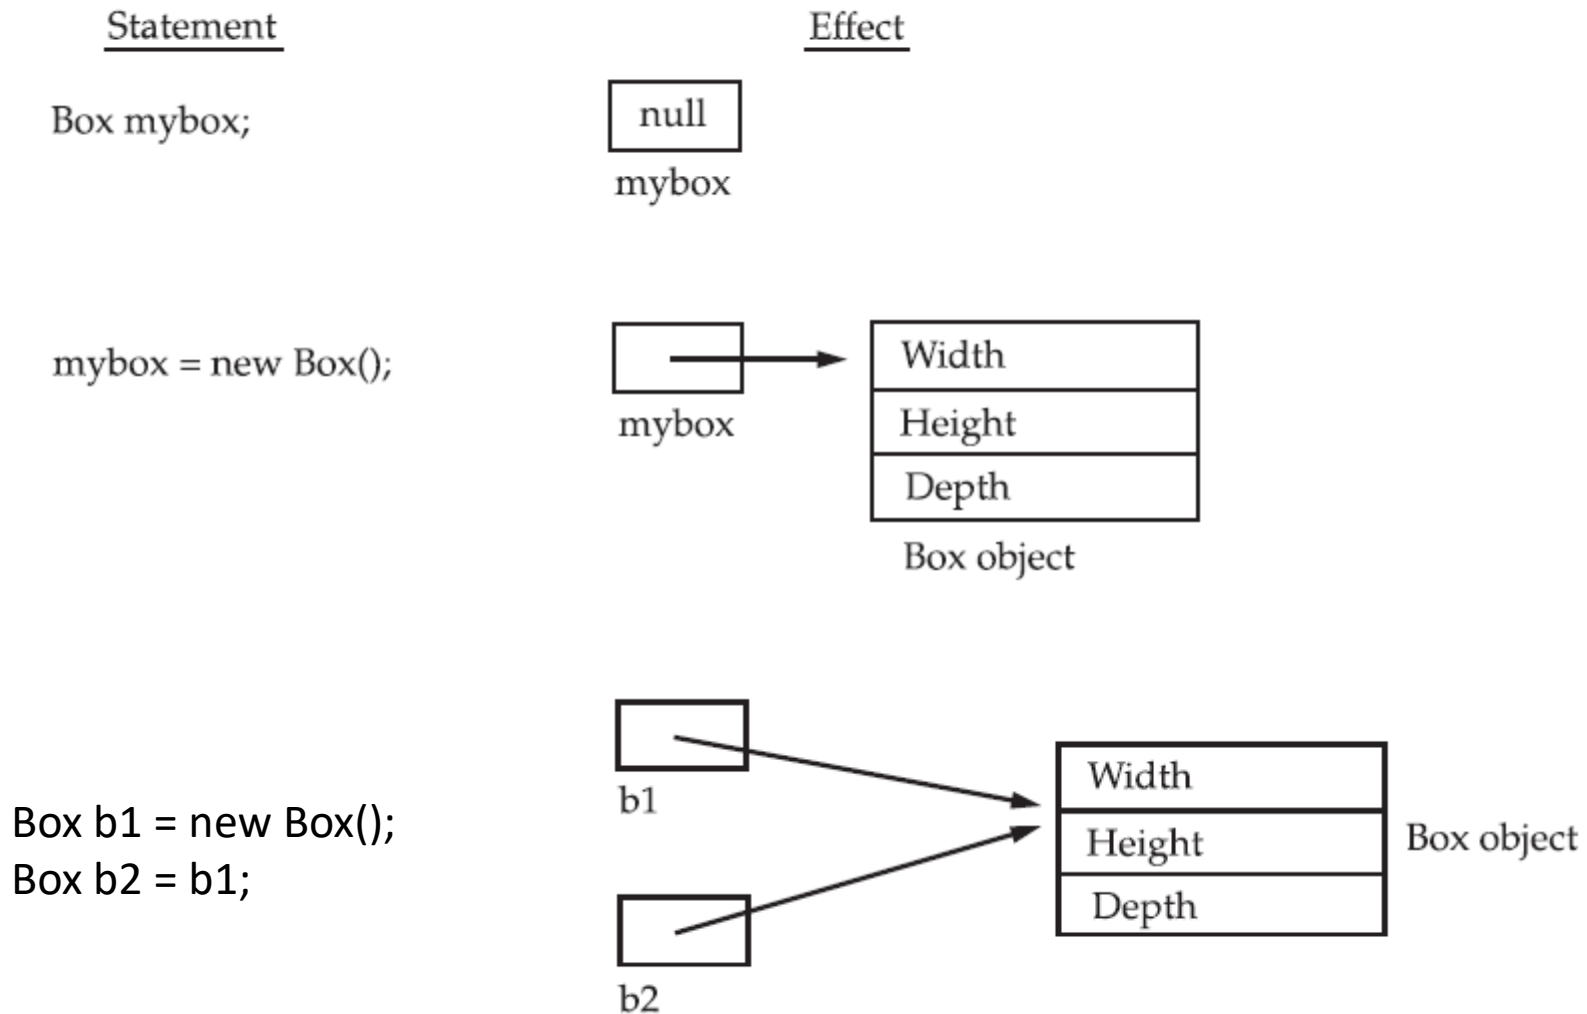 Statement
Effect
Box mybox;
null
mybox
mybox = new Box();
Width
mybox
Height
Depth
Box object
b1
Width
Box b1 = new Box();
Height
Box object
Box b2 = b1;
Depth
b2